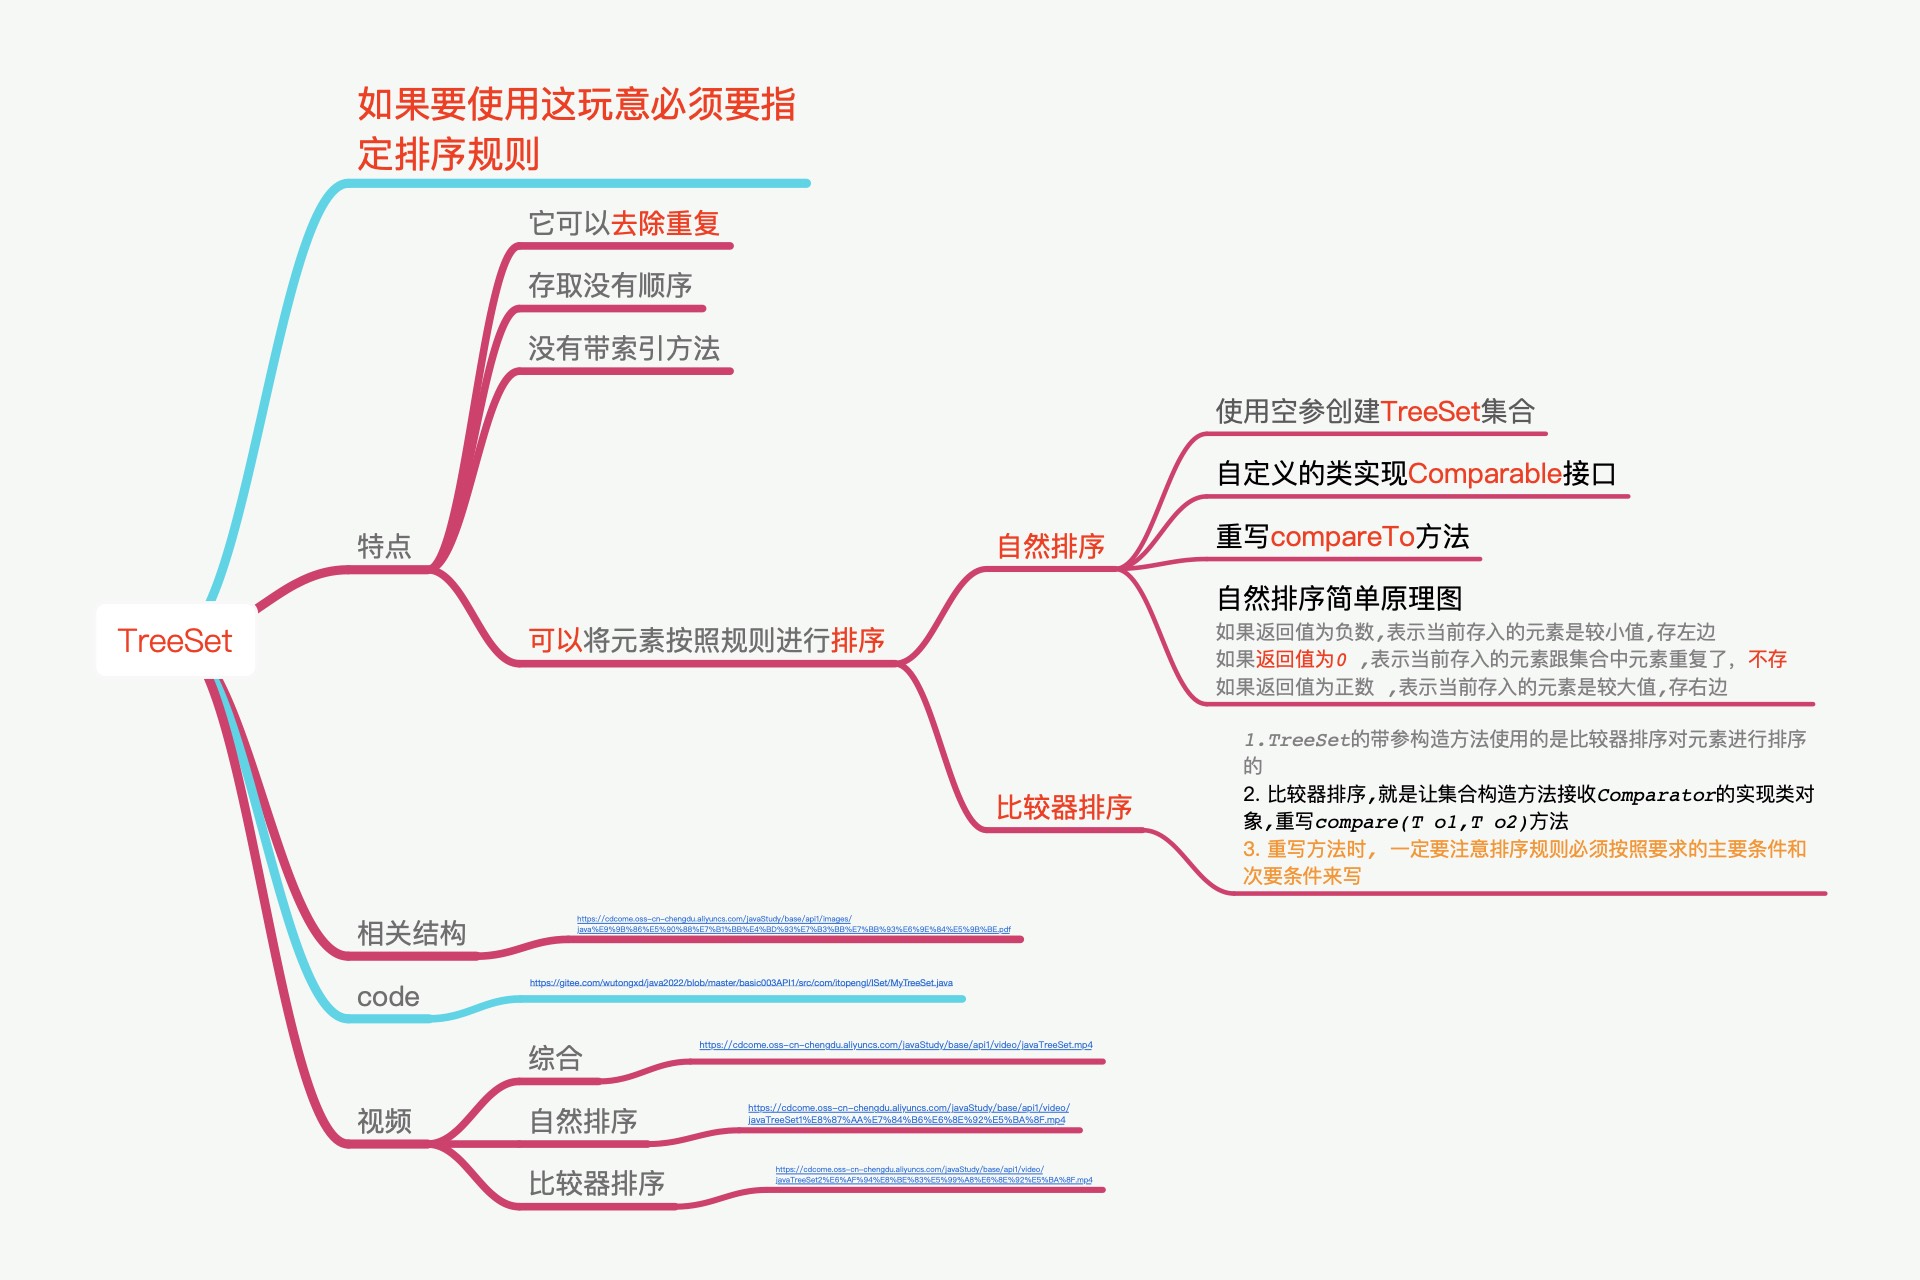 如果要使用这玩意必须要指
定排序规则
它可以去除重复
存取没有顺序
没有带索引方法
特点
可以将元素按照规则进行排序
自然排序
使用空参创建TreeSet集合
自定义的类实现Comparable接口
重写compareTo方法
自然排序简单原理图
如果返回值为负数,表示当前存入的元素是较小值,存左边
如果返回值为0 ,表示当前存入的元素跟集合中元素重复了，不存
如果返回值为正数 ,表示当前存入的元素是较大值,存右边
比较器排序
1.TreeSet的带参构造方法使用的是比较器排序对元素进行排序
的
2. 比较器排序,就是让集合构造方法接收Comparator的实现类对
象,重写compare(T o1,T o2)方法
3. 重写方法时, 一定要注意排序规则必须按照要求的主要条件和
次要条件来写
TreeSet
相关结构
https://cdcome.oss-cn-chengdu.aliyuncs.com/javaStudy/base/api1/images/
java%E9%9B%86%E5%90%88%E7%B1%BB%E4%BD%93%E7%B3%BB%E7%BB%93%E6%9E%84%E5%9B%BE.pdf
code
https://gitee.com/wutongxd/java2022/blob/master/basic003API1/src/com/itopengl/ISet/MyTreeSet.java
视频
综合
https://cdcome.oss-cn-chengdu.aliyuncs.com/javaStudy/base/api1/video/javaTreeSet.mp4
自然排序
https://cdcome.oss-cn-chengdu.aliyuncs.com/javaStudy/base/api1/video/
javaTreeSet1%E8%87%AA%E7%84%B6%E6%8E%92%E5%BA%8F.mp4
比较器排序
https://cdcome.oss-cn-chengdu.aliyuncs.com/javaStudy/base/api1/video/
javaTreeSet2%E6%AF%94%E8%BE%83%E5%99%A8%E6%8E%92%E5%BA%8F.mp4